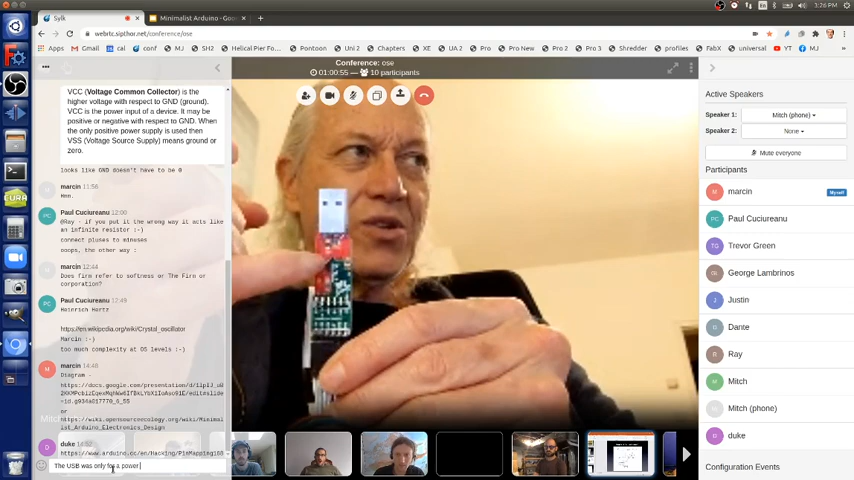 3:26 PM
Sylk
Minimalist Arduino - Goo
webrtc.sipthor.net/conference/ose
Apps
Gmail
cal
conf
MJ
SH2
Helical Pier Fo
Pontoon
Uni 2
Chapters
XE
UA 2
Pro
Pro New
Pro 2
Pro 3
Shredder
profiles
FabX
universal
YT
MJ
Conference: ose
01:00:55 — 10 participants
VCC (Voltage Common Collector) is the
higher voltage with respect to GND (ground).
VCC is the power input of a device. It may be
positive or negative with respect to GND. When
the only positive power supply is used then
VSS (Voltage Source Supply) means ground or
zero.
looks like GND doesn't have to be 0
marcin 11:56
Hmm.
Paul Cuciureanu 12:00
@Ray - if you put it the wrong way it acts like
an infinite resistor :-)
connect pluses to minuses
ooops, the other way :
marcin 12:44
Does firm refer to softness or The Firm or
corporation?
Paul Cuciureanu 12:49
Heinrich Hertz
https://en.wikipedia.org/wiki/Crystal_oscillator
Marcin :-)
too much complexity at OS levels :-)
marcin 14:48
Diagram -
or
https://wiki.opensourceecology.org/wiki/Minimal
ist_Arduino_Electronics_Design
duke 14:52
https://www.arduino.cc/en/Hacking/PinMapping168
The USB was only for a power
Active Speakers
Speaker 1:
Mitch (phone)
Speaker 2:
None
Mute everyone
Participants
marcin
Myself
Paul Cuciureanu
Trevor Green
George Lambrinos
Justin
Dante
Ray
Mitch
Mitch (phone)
duke
Configuration Events